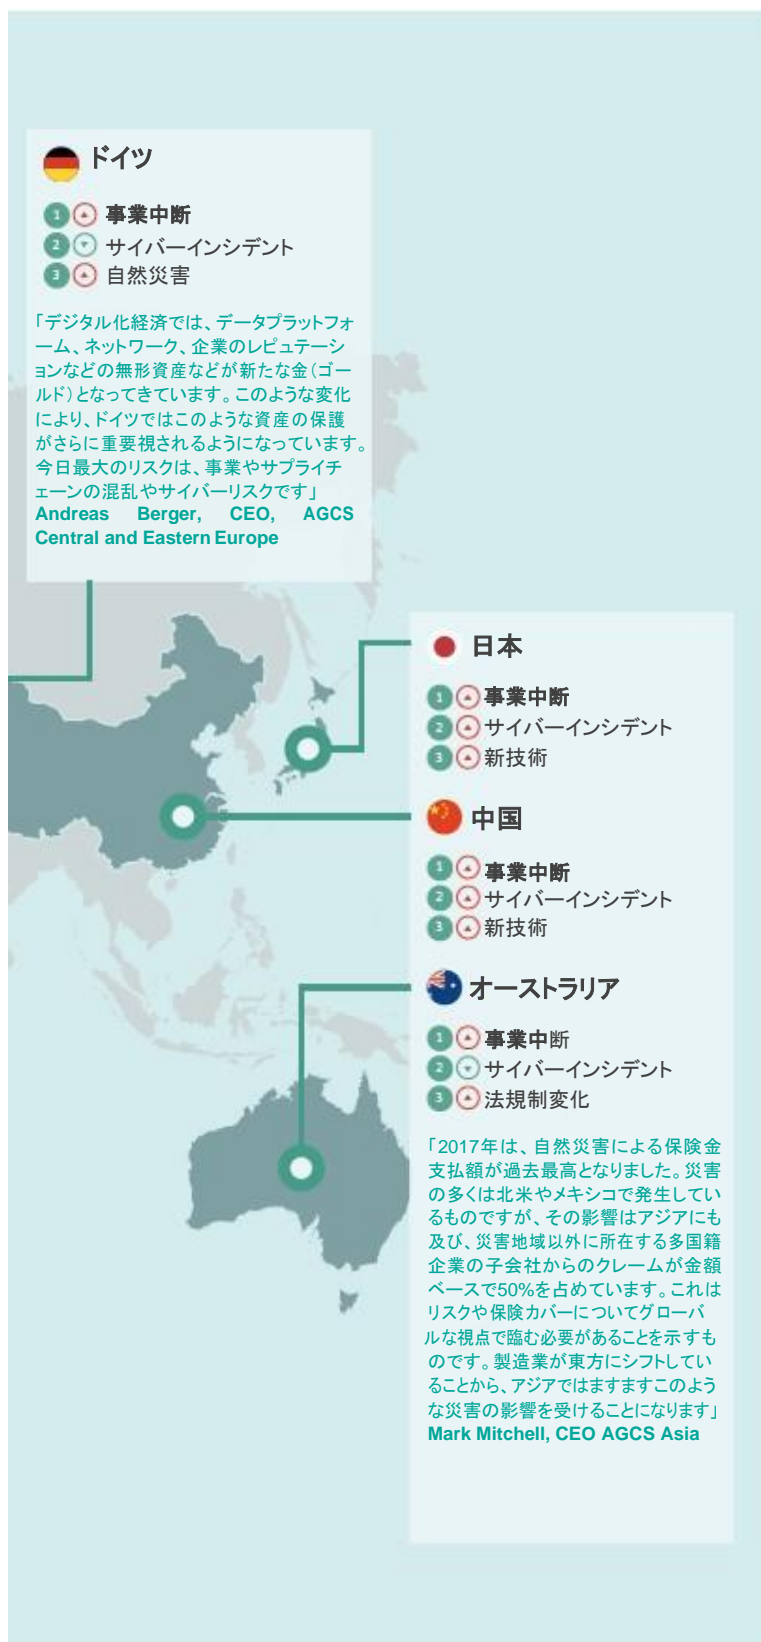 ドイツ
1 事業中断
2 サイバーインシデント
3 自然災害
「デジタル化経済では、データプラットフォ
ーム、ネットワーク、企業のレピュテーシ
ョンなどの無形資産などが新たな金(ゴー
ルド)となってきています。このような変化
により、ドイツではこのような資産の保護
がさらに重要視されるようになっています。
今日最大のリスクは、事業やサプライチ
ェーンの混乱やサイバーリスクです」
Andreas Berger, CEO, AGCS
Central and Eastern Europe
日本
1 事業中断
2 サイバーインシデント
3 新技術
中国
1 事業中断
2 サイバーインシデント
3 新技術
オーストラリア
1 事業中断
2 サイバーインシデント
3 法規制変化
「2017年は、自然災害による保険金
支払額が過去最高となりました。災害
の多くは北米やメキシコで発生してい
るものですが、その影響はアジアにも
及び、災害地域以外に所在する多国籍
企業の子会社からのクレームが金額
ベースで50%を占めています。これは
リスクや保険カバーについてグローバ
ルな視点で臨む必要があることを示すも
のです。製造業が東方にシフトしてい
ることから、アジアではますますこのよう
な災害の影響を受けることになります」
Mark Mitchell, CEO AGCS Asia